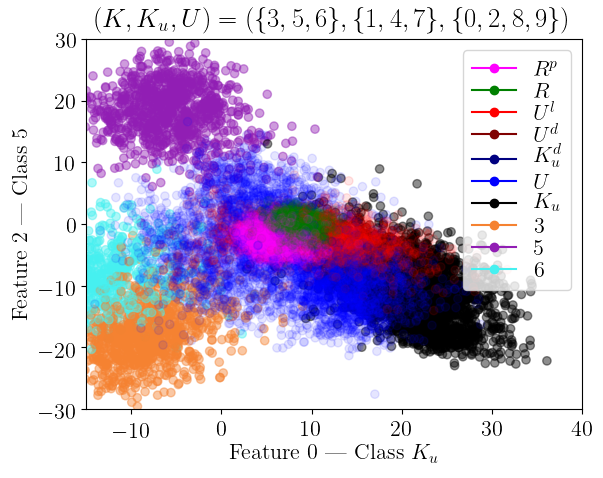 (K, K_u, U) = ({3, 5, 6}, {1, 4, 7}, {0, 2, 8, 9})
30
20
10
0
−10
−20
−30
Feature 2 — Class 5
−10
0
10
20
30
40
Feature 0 — Class K_u
R^p
R
U^l
U^d
K_u^d
U
K_u
3
5
6